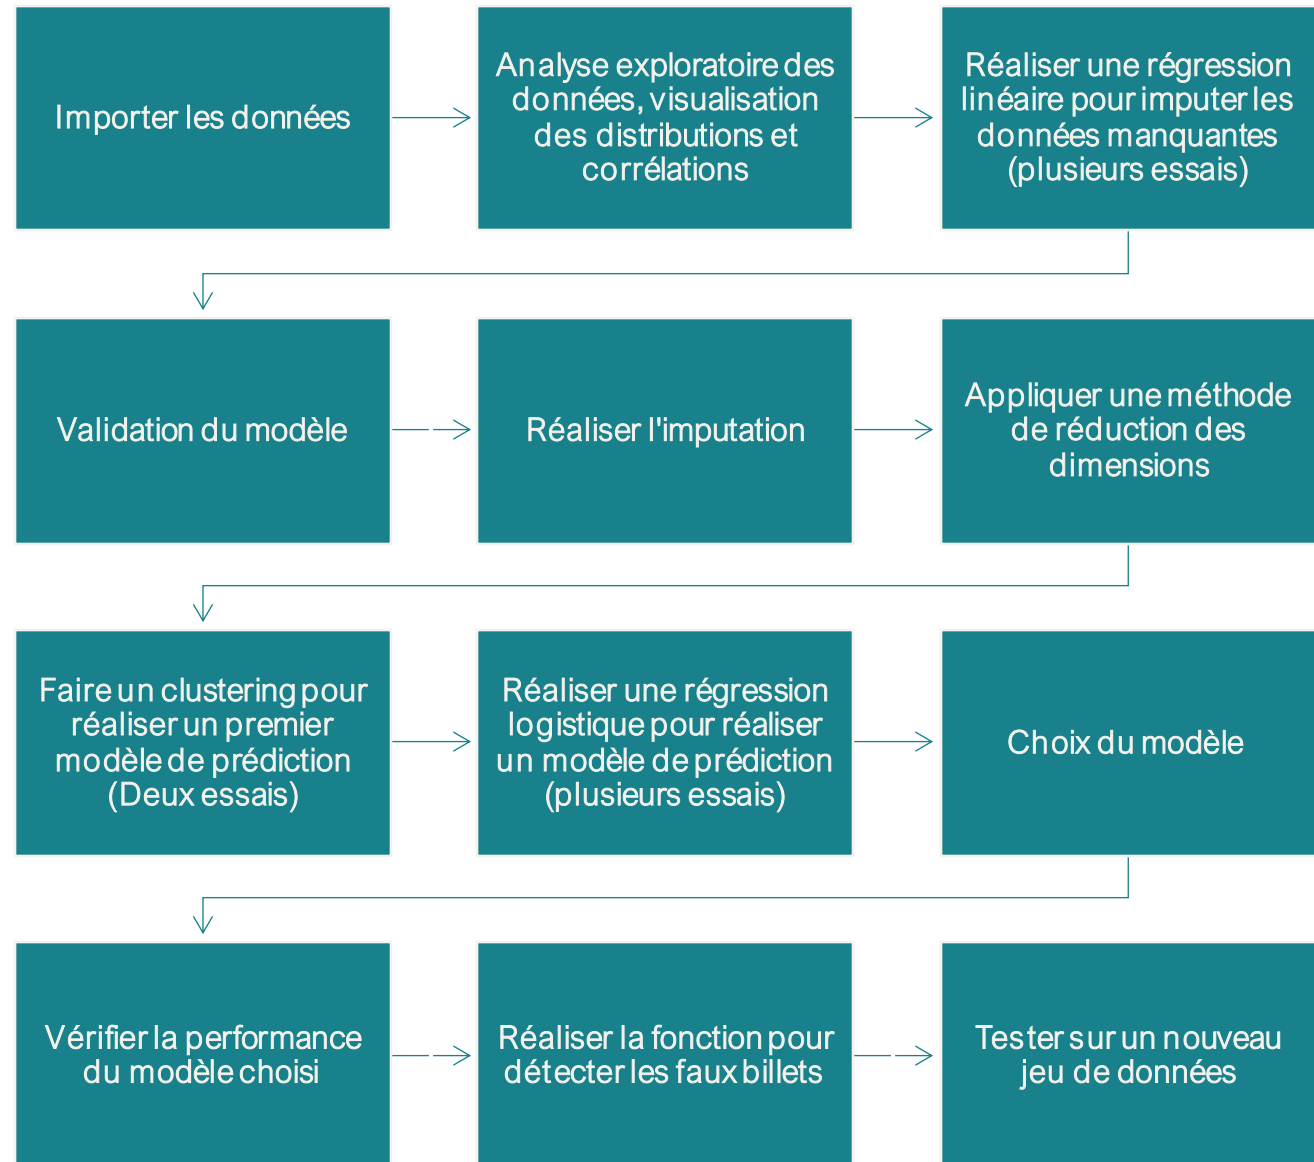 Importer les données
Analyse exploratoire des
données, visualisation
des distributions et
corrélations
Réaliser une régression
linéaire pour imputer les
données manquantes
(plusieurs essais)
Validation du modèle
Réaliser l'imputation
Appliquer une méthode
de réduction des
dimensions
Faire un clustering pour
réaliser un premier
modèle de prédiction
(Deux essais)
Réaliser une régression
logistique pour réaliser
un modèle de prédiction
(plusieurs essais)
Choix du modèle
Vérifier la performance
du modèle choisi
Réaliser la fonction pour
détecter les faux billets
Tester sur un nouveau
jeu de données